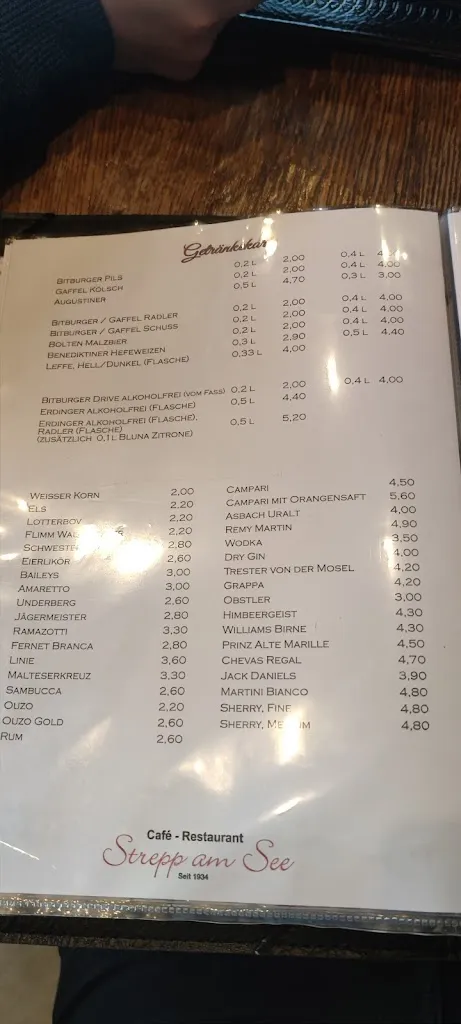 Getränkekarte
Bitburger Pils 0,2 L 2,00 0,4 L
Gaffel Kölsch 0,2 L 2,00 0,4 L 4,00
Augustiner 0,5 L 4,70 0,3 L 3,00
Bitburger / Gaffel Radler 0,2 L 2,00 0,4 L 4,00
Bitburger / Gaffel Schuss 0,2 L 2,00 0,4 L 4,00
Bolten Malzbier 0,2 L 2,00 0,4 L 4,00
Benediktiner Hefeweizen 0,3 L 2,90 0,5 L 4,40
Leffe, Hell/Dunkel (Flasche) 0,33 L 4,00
Bitburger Drive alkoholfrei (vom Fass) 0,2 L 2,00 0,4 L 4,00
Erdinger alkoholfrei (Flasche) 0,5 L 4,40
Erdinger alkoholfrei (Flasche), 0,5 L 5,20
Radler (Flasche)
(zusätzlich 0,1 L Bluna Zitrone)
Weisser Korn 2,00
Els 2,20
Lotterbov 2,20
Flimm 2,20
2,80
Eierlikör 2,60
Baileys 3,00
Amaretto 3,00
Underberg 2,60
Jägermeister 2,80
Ramazotti 3,30
Fernet Branca 2,80
Linie 3,60
Malteserkreuz 3,30
Sambucca 2,60
Ouzo 2,20
Ouzo Gold 2,60
Rum 2,60
Campari 4,50
Campari mit Orangensaft 5,60
Asbach Uralt 4,00
Remy Martin 4,90
Wodka 3,50
Dry Gin 4,00
Trester von der Mosel 4,20
Grappa 4,20
Obstler 3,00
Himbeergeist 4,30
Williams Birne 4,30
Prinz Alte Marille 4,50
Chevas Regal 4,70
Jack Daniels 3,90
Martini Bianco 4,80
Sherry, Fine 4,80
Sherry, 4,80
Café - Restaurant
Strepp am See
Seit 1934